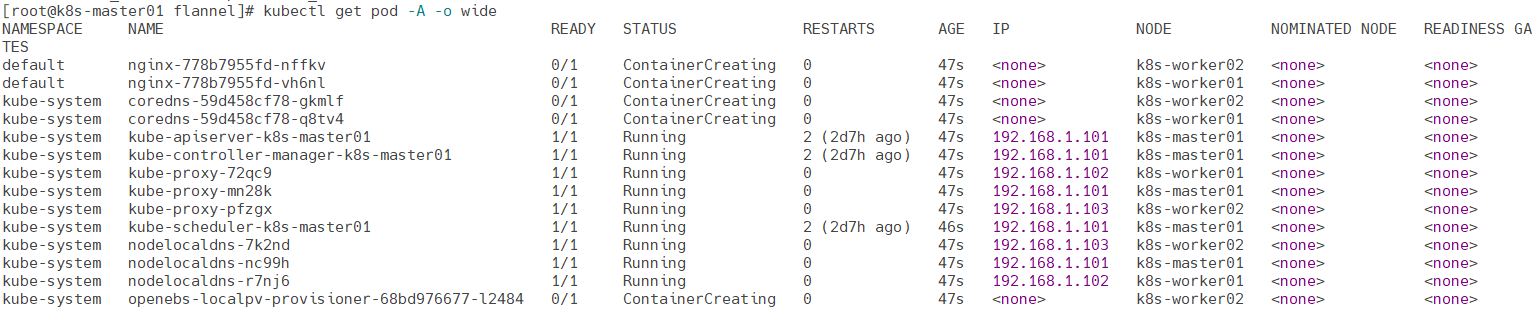 [root@k8s-master01 flannel]# kubectl get pod -A -o wide
NAMESPACE     NAME                                           READY   STATUS              RESTARTS       AGE   IP              NODE           NOMINATED NODE   READINESS GA
TES
default       nginx-778b7955fd-nffkv                         0/1     ContainerCreating   0              47s   <none>          k8s-worker02   <none>           <none>
default       nginx-778b7955fd-vh6nl                         0/1     ContainerCreating   0              47s   <none>          k8s-worker01   <none>           <none>
kube-system   coredns-59d458cf78-gkmlf                       0/1     ContainerCreating   0              47s   <none>          k8s-worker02   <none>           <none>
kube-system   coredns-59d458cf78-q8tv4                       0/1     ContainerCreating   0              47s   <none>          k8s-worker01   <none>           <none>
kube-system   kube-apiserver-k8s-master01                    1/1     Running             2 (2d7h ago)   47s   192.168.1.101   k8s-master01   <none>           <none>
kube-system   kube-controller-manager-k8s-master01           1/1     Running             2 (2d7h ago)   47s   192.168.1.101   k8s-master01   <none>           <none>
kube-system   kube-proxy-72qc9                               1/1     Running             0              47s   192.168.1.102   k8s-worker01   <none>           <none>
kube-system   kube-proxy-mn28k                               1/1     Running             0              47s   192.168.1.101   k8s-master01   <none>           <none>
kube-system   kube-proxy-pfzgx                               1/1     Running             0              47s   192.168.1.103   k8s-worker02   <none>           <none>
kube-system   kube-scheduler-k8s-master01                    1/1     Running             2 (2d7h ago)   46s   192.168.1.101   k8s-master01   <none>           <none>
kube-system   nodelocaldns-7k2nd                             1/1     Running             0              47s   192.168.1.103   k8s-worker02   <none>           <none>
kube-system   nodelocaldns-nc99h                             1/1     Running             0              47s   192.168.1.101   k8s-master01   <none>           <none>
kube-system   nodelocaldns-r7nj6                             1/1     Running             0              47s   192.168.1.102   k8s-worker01   <none>           <none>
kube-system   openebs-localpv-provisioner-68bd976677-l2484   0/1     ContainerCreating   0              47s   <none>          k8s-worker02   <none>           <none>